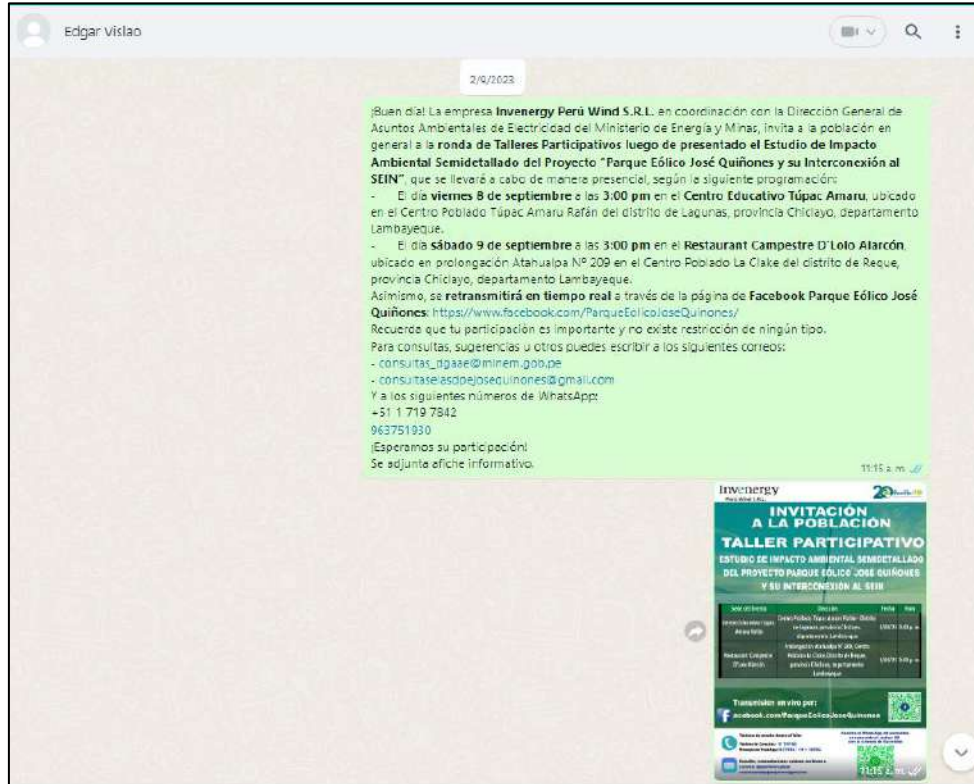 Edgar Vislao
2/9/2023
¡Buen día! La empresa Invenergy Perú Wind S.R.L. en coordinación con la Dirección General de
Asuntos Ambientales de Electricidad del Ministerio de Energía y Minas, invita a la población en
general a la ronda de Talleres Participativos luego de presentado el Estudio de Impacto
Ambiental Semidetallado del Proyecto "Parque Eólico José Quiñones y su Interconexión al
SEIN", que se llevará a cabo de manera presencial, según la siguiente programación:
- El día viernes 8 de septiembre a las 3:00 pm en el Centro Educativo Túpac Amaru, ubicado
en el Centro Poblado Túpac Amaru Rafán del distrito de Lagunas, provincia Chiclayo, departamento
Lambayeque.
- El día sábado 9 de septiembre a las 3:00 pm en el Restaurant Campestre D'Lolo Alarcón,
ubicado en prolongación Atahualpa Nº 209 en el Centro Poblado La Clake del distrito de Reque,
provincia Chiclayo, departamento Lambayeque.
Asimismo, se retransmitirá en tiempo real a través de la página de Facebook Parque Eólico José
Quiñones: https://www.facebook.com/ParqueEolicoJoseQuinones/
Recuerda que tu participación es importante y no existe restricción de ningún tipo.
Para consultas, sugerencias u otros puedes escribir a los siguientes correos:
- consultas_dgaae@minem.gob.pe
- consultaseiasdpejosequinones@gmail.com
Y a los siguientes números de WhatsApp:
+51 1 719 7842
963751930
¡Esperamos su participación!
Se adjunta afiche informativo.
11:15 a. m.
Invenergy
INVITACIÓN
A LA POBLACIÓN
TALLER PARTICIPATIVO
ESTUDIO DE IMPACTO AMBIENTAL SEMIDETALLADO
DEL PROYECTO PARQUE EÓLICO JOSÉ QUIÑONES
Y SU INTERCONEXIÓN AL SEIN
Transmisión en vivo por:
facebook.com/ParqueEolicoJoseQuinones
11:15 a. m.